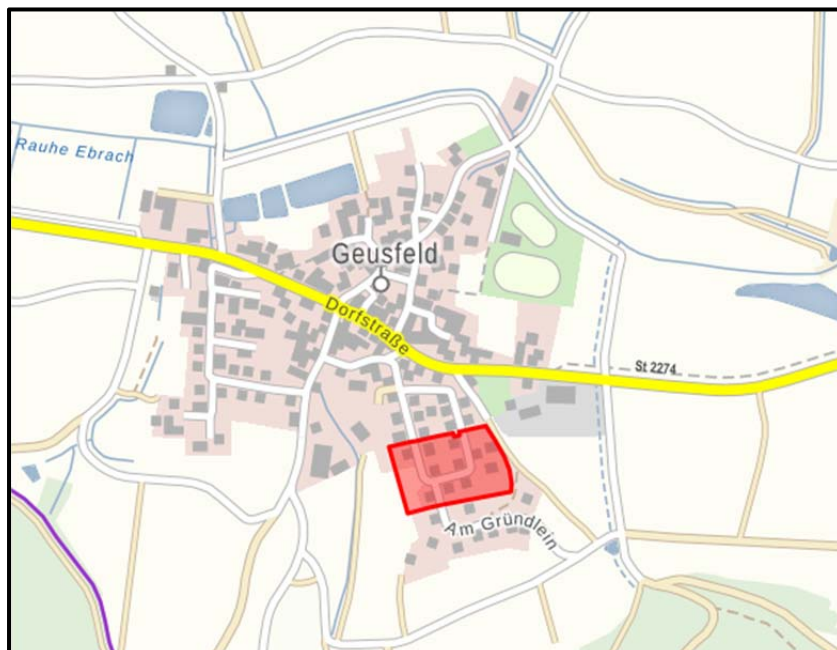 Rauhe Ebrach
Geusfeld
Dorfstraße
St 2274
Am Gründlein